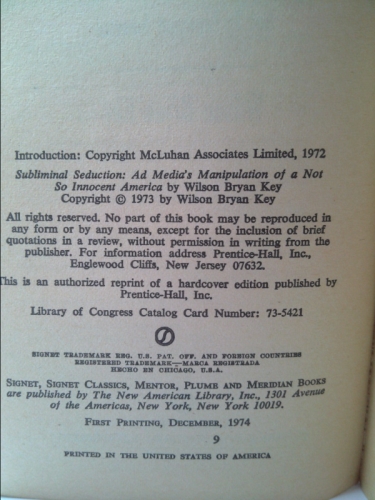 Introduction: Copyright McLuhan Associates Limited, 1972
Subliminal Seduction: Ad Media's Manipulation of a Not
So Innocent America by Wilson Bryan Key
Copyright © 1973 by Wilson Bryan Key
All rights reserved. No part of this book may be reproduced in
any form or by any means, except for the inclusion of brief
quotations in a review, without permission in writing from the
publisher. For information address Prentice-Hall, Inc.,
Englewood Cliffs, New Jersey 07632.
This is an authorized reprint of a hardcover edition published by
Prentice-Hall, Inc.
Library of Congress Catalog Card Number: 73-5421
S
SIGNET TRADEMARK REG. U.S. PAT. OFF. AND FOREIGN COUNTRIES
REGISTERED TRADEMARK—MARCA REGISTRADA
HECHO EN CHICAGO, U.S.A.
SIGNET, SIGNET CLASSICS, MENTOR, PLUME AND MERIDIAN BOOKS
are published by The New American Library, Inc., 1301 Avenue
of the Americas, New York, New York 10019.
FIRST PRINTING, DECEMBER, 1974
9
PRINTED IN THE UNITED STATES OF AMERICA